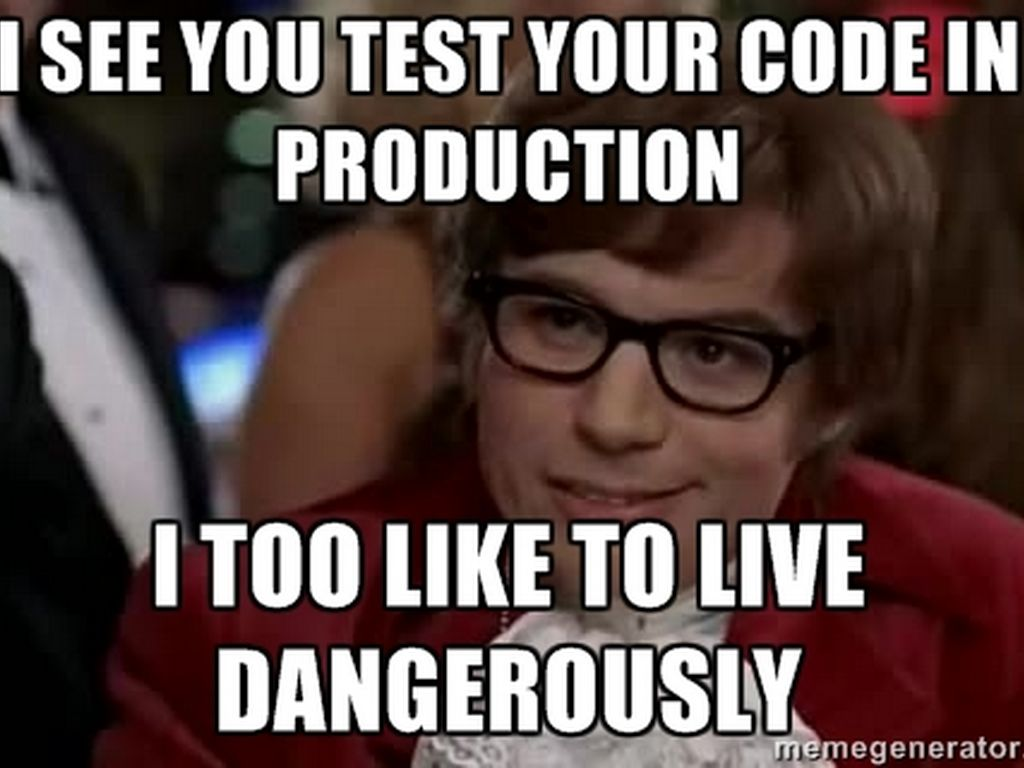 I SEE YOU TEST YOUR CODE IN
PRODUCTION
I TOO LIKE TO LIVE
DANGEROUSLY
memegenerator.